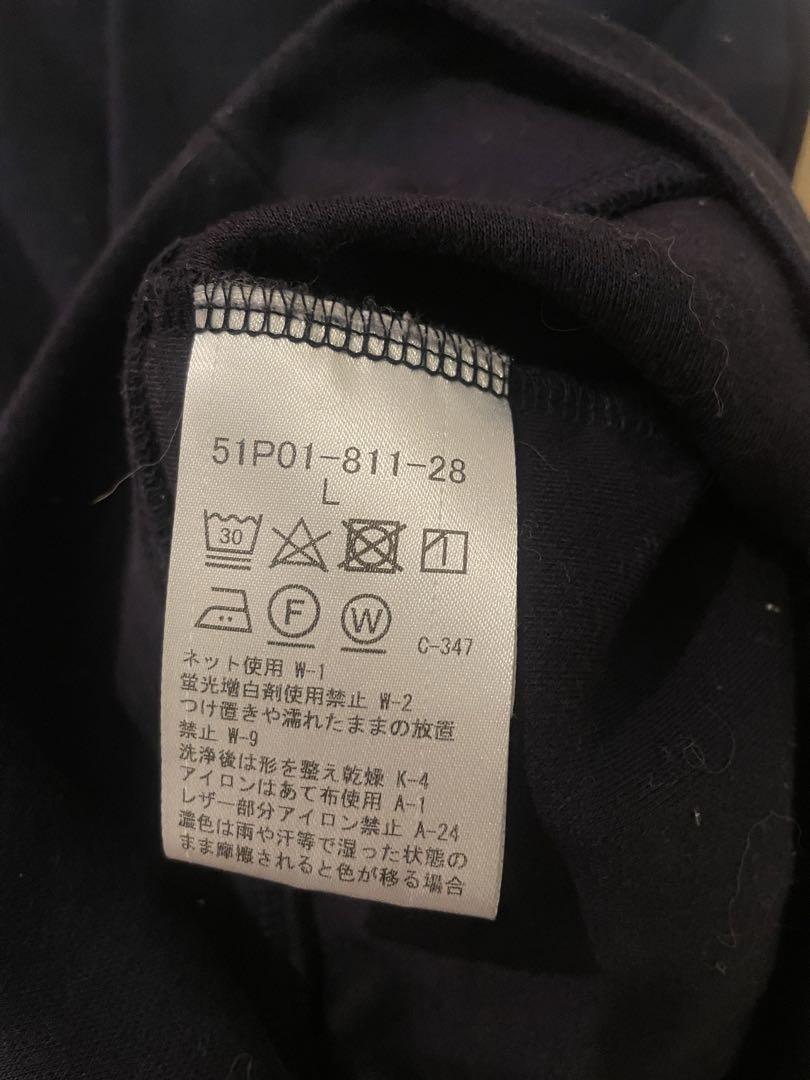 51P01-811-28
L
30
F W C-347
ネット使用 W-1
蛍光増白剤使用禁止 W-2
つけ置きや濡れたままの放置
禁止 W-9
洗浄後は形を整え乾燥 K-4
アイロンはあて布使用 A-1
レザー部分アイロン禁止 A-24
濃色は雨や汗等で湿った状態の
まま摩擦されると色が移る場合